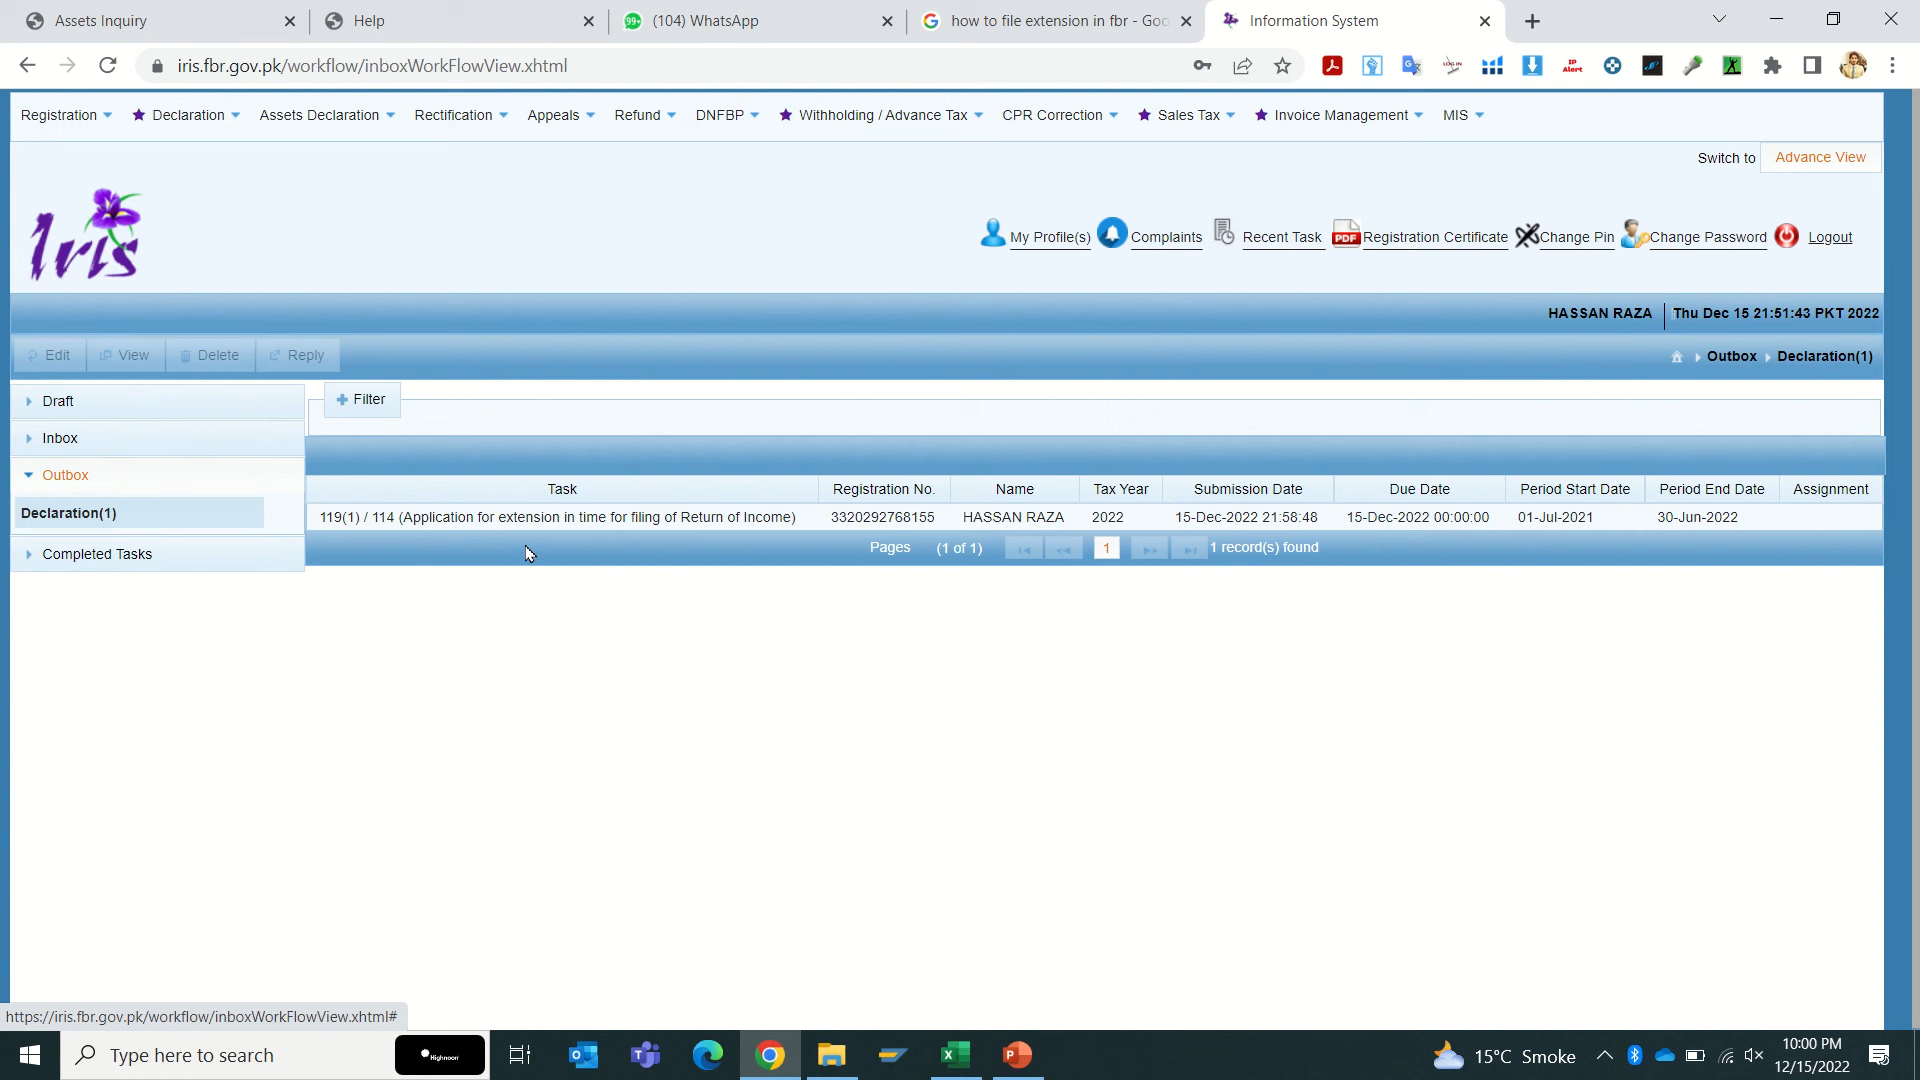 Assets Inquiry
Help
99+ (104) WhatsApp
how to file extension in fbr - Goo
Information System
iris.fbr.gov.pk/workflow/inboxWorkFlowView.xhtml
LOG IN
IP Alert
Registration Declaration Assets Declaration Rectification Appeals Refund DNFBP Withholding / Advance Tax CPR Correction Sales Tax Invoice Management MIS
Switch to Advance View
Iris
My Profile(s) Complaints Recent Task PDF Registration Certificate Change Pin Change Password Logout
HASSAN RAZA Thu Dec 15 21:51:43 PKT 2022
Edit View Delete Reply
Outbox Declaration(1)
Draft
Inbox
Outbox
Declaration(1)
Completed Tasks
Filter
Task Registration No. Name Tax Year Submission Date Due Date Period Start Date Period End Date Assignment
119(1) / 114 (Application for extension in time for filing of Return of Income) 3320292768155 HASSAN RAZA 2022 15-Dec-2022 21:58:48 15-Dec-2022 00:00:00 01-Jul-2021 30-Jun-2022
Pages (1 of 1) 1 1 record(s) found
https://iris.fbr.gov.pk/workflow/inboxWorkFlowView.xhtml#
Type here to search
Highnoon
15°C Smoke
10:00 PM
12/15/2022